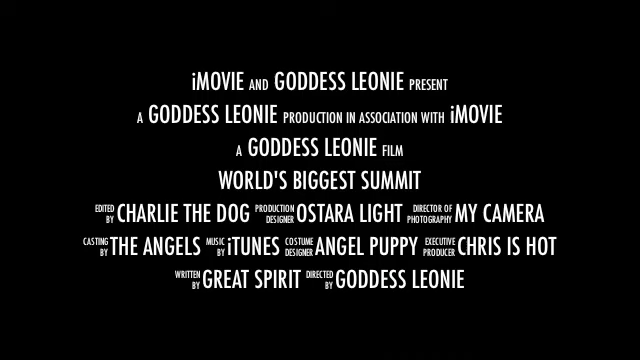 iMOVIE AND GODDESS LEONIE PRESENT
A GODDESS LEONIE PRODUCTION IN ASSOCIATION WITH iMOVIE
A GODDESS LEONIE FILM
WORLD'S BIGGEST SUMMIT
EDITED BY CHARLIE THE DOG PRODUCTION DESIGNER OSTARA LIGHT DIRECTOR OF PHOTOGRAPHY MY CAMERA
CASTING BY THE ANGELS MUSIC BY iTUNES COSTUME DESIGNER ANGEL PUPPY EXECUTIVE PRODUCER CHRIS IS HOT
WRITTEN BY GREAT SPIRIT DIRECTED BY GODDESS LEONIE